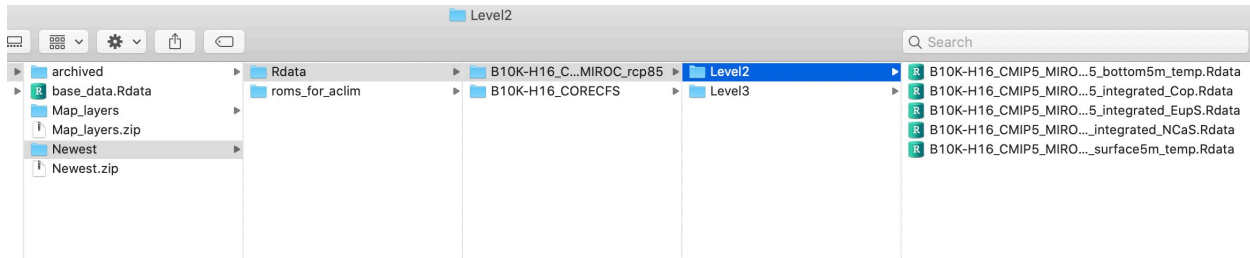 Level2
Search
archived
base_data.Rdata
Map_layers
Map_layers.zip
Newest
Newest.zip
Rdata
roms_for_aclim
B10K-H16_C...MIROC_rcp85
B10K-H16_CORECFS
Level2
Level3
R B10K-H16_CMIP5_MIRO...5_bottom5m_temp.Rdata
R B10K-H16_CMIP5_MIRO...5_integrated_Cop.Rdata
R B10K-H16_CMIP5_MIRO...5_integrated_EupS.Rdata
R B10K-H16_CMIP5_MIRO..._integrated_NCaS.Rdata
R B10K-H16_CMIP5_MIRO..._surface5m_temp.Rdata